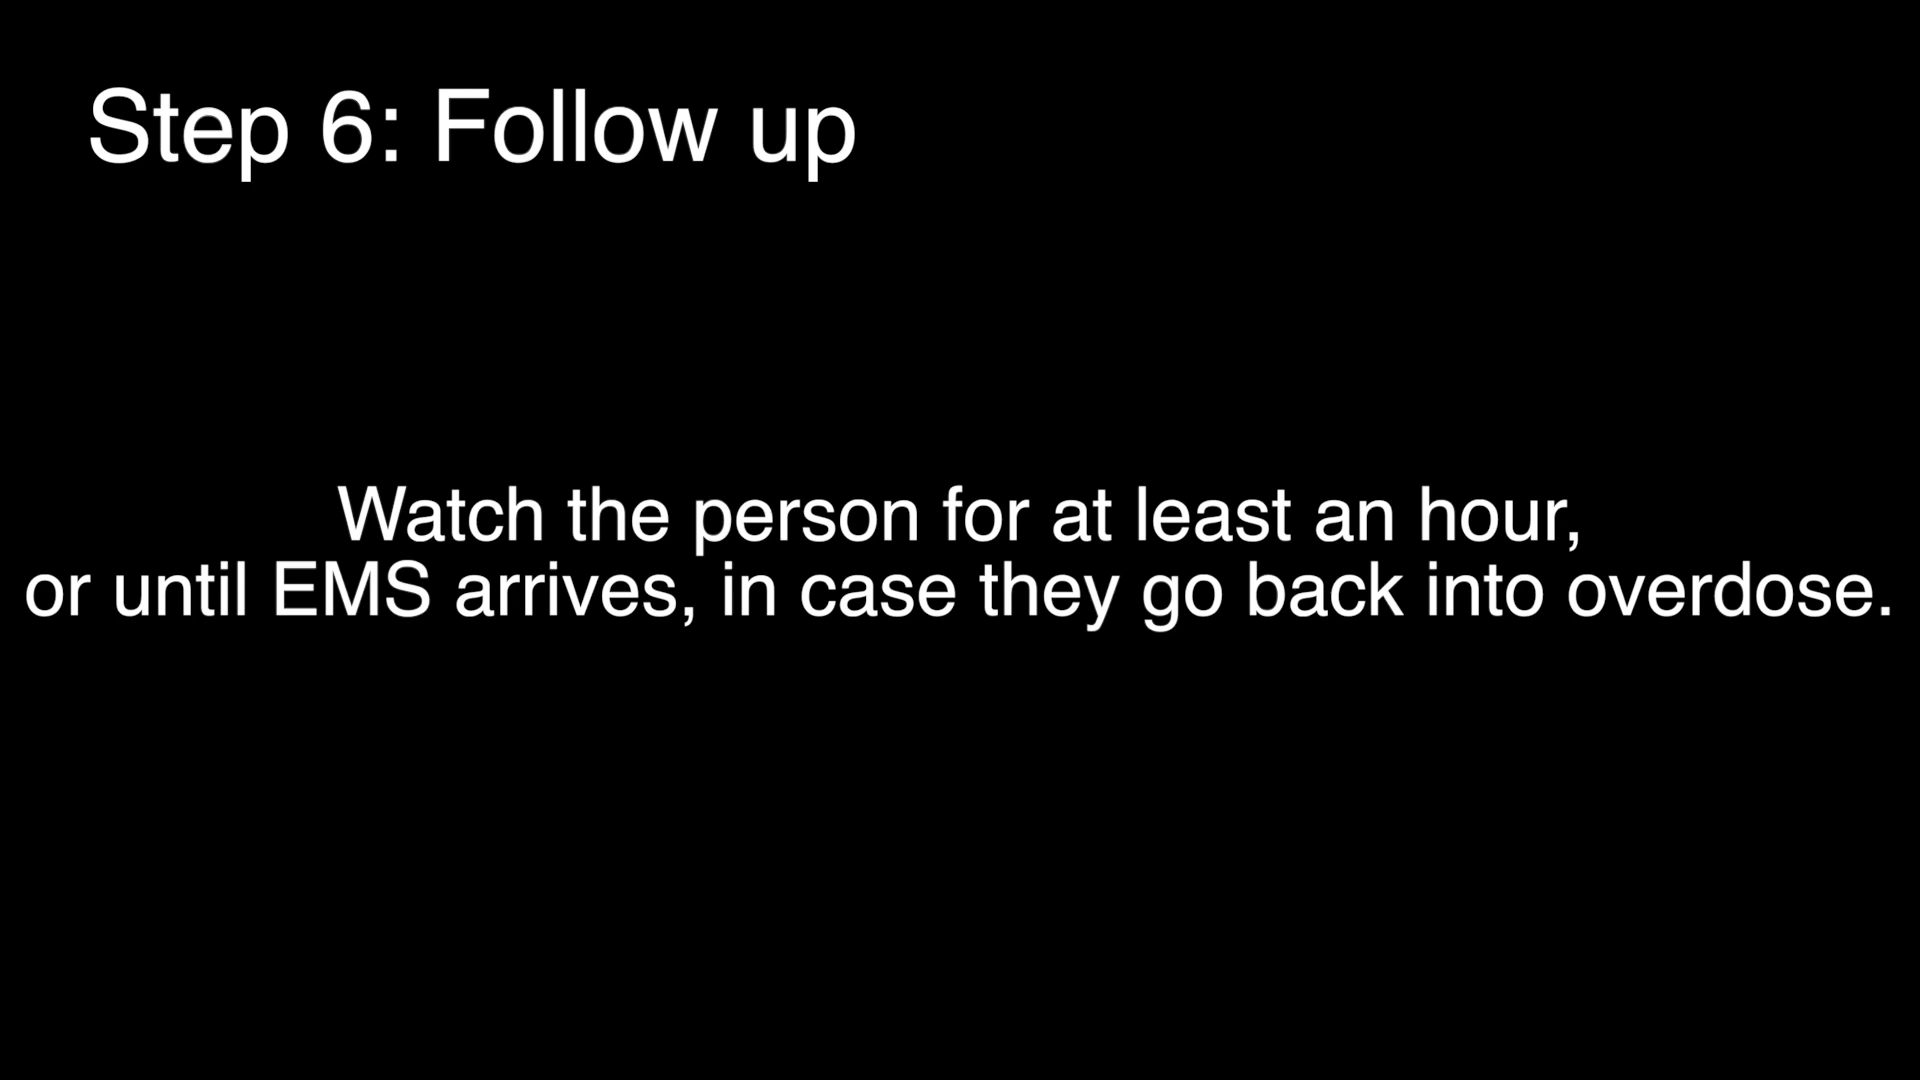 Step 6: Follow up
Watch the person for at least an hour,
or until EMS arrives, in case they go back into overdose.